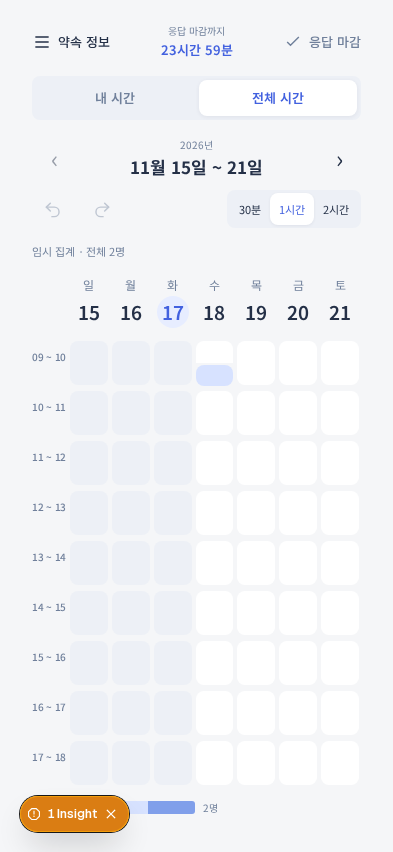 약속 정보
응답 마감까지
23시간 59분
응답 마감
내 시간
전체 시간
2026년
11월 15일 ~ 21일
30분
1시간
2시간
임시 집계 · 전체 2명
일 월 화 수 목 금 토
15 16 17 18 19 20 21
09 ~ 10
10 ~ 11
11 ~ 12
12 ~ 13
13 ~ 14
14 ~ 15
15 ~ 16
16 ~ 17
17 ~ 18
1 Insight
2명